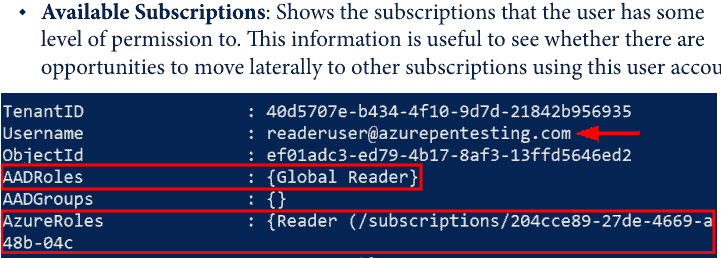 • Available Subscriptions: Shows the subscriptions that the user has some
level of permission to. This information is useful to see whether there are
opportunities to move laterally to other subscriptions using this user accou
TenantID : 40d5707e-b434-4f10-9d7d-21842b956935
Username : readeruser@azurepentesting.com
ObjectId : ef01adc3-ed79-4b17-8af3-13ffd5646ed2
AADRoles : {Global Reader}
AADGroups : {}
AzureRoles : {Reader (/subscriptions/204cce89-27de-4669-a
48b-04c